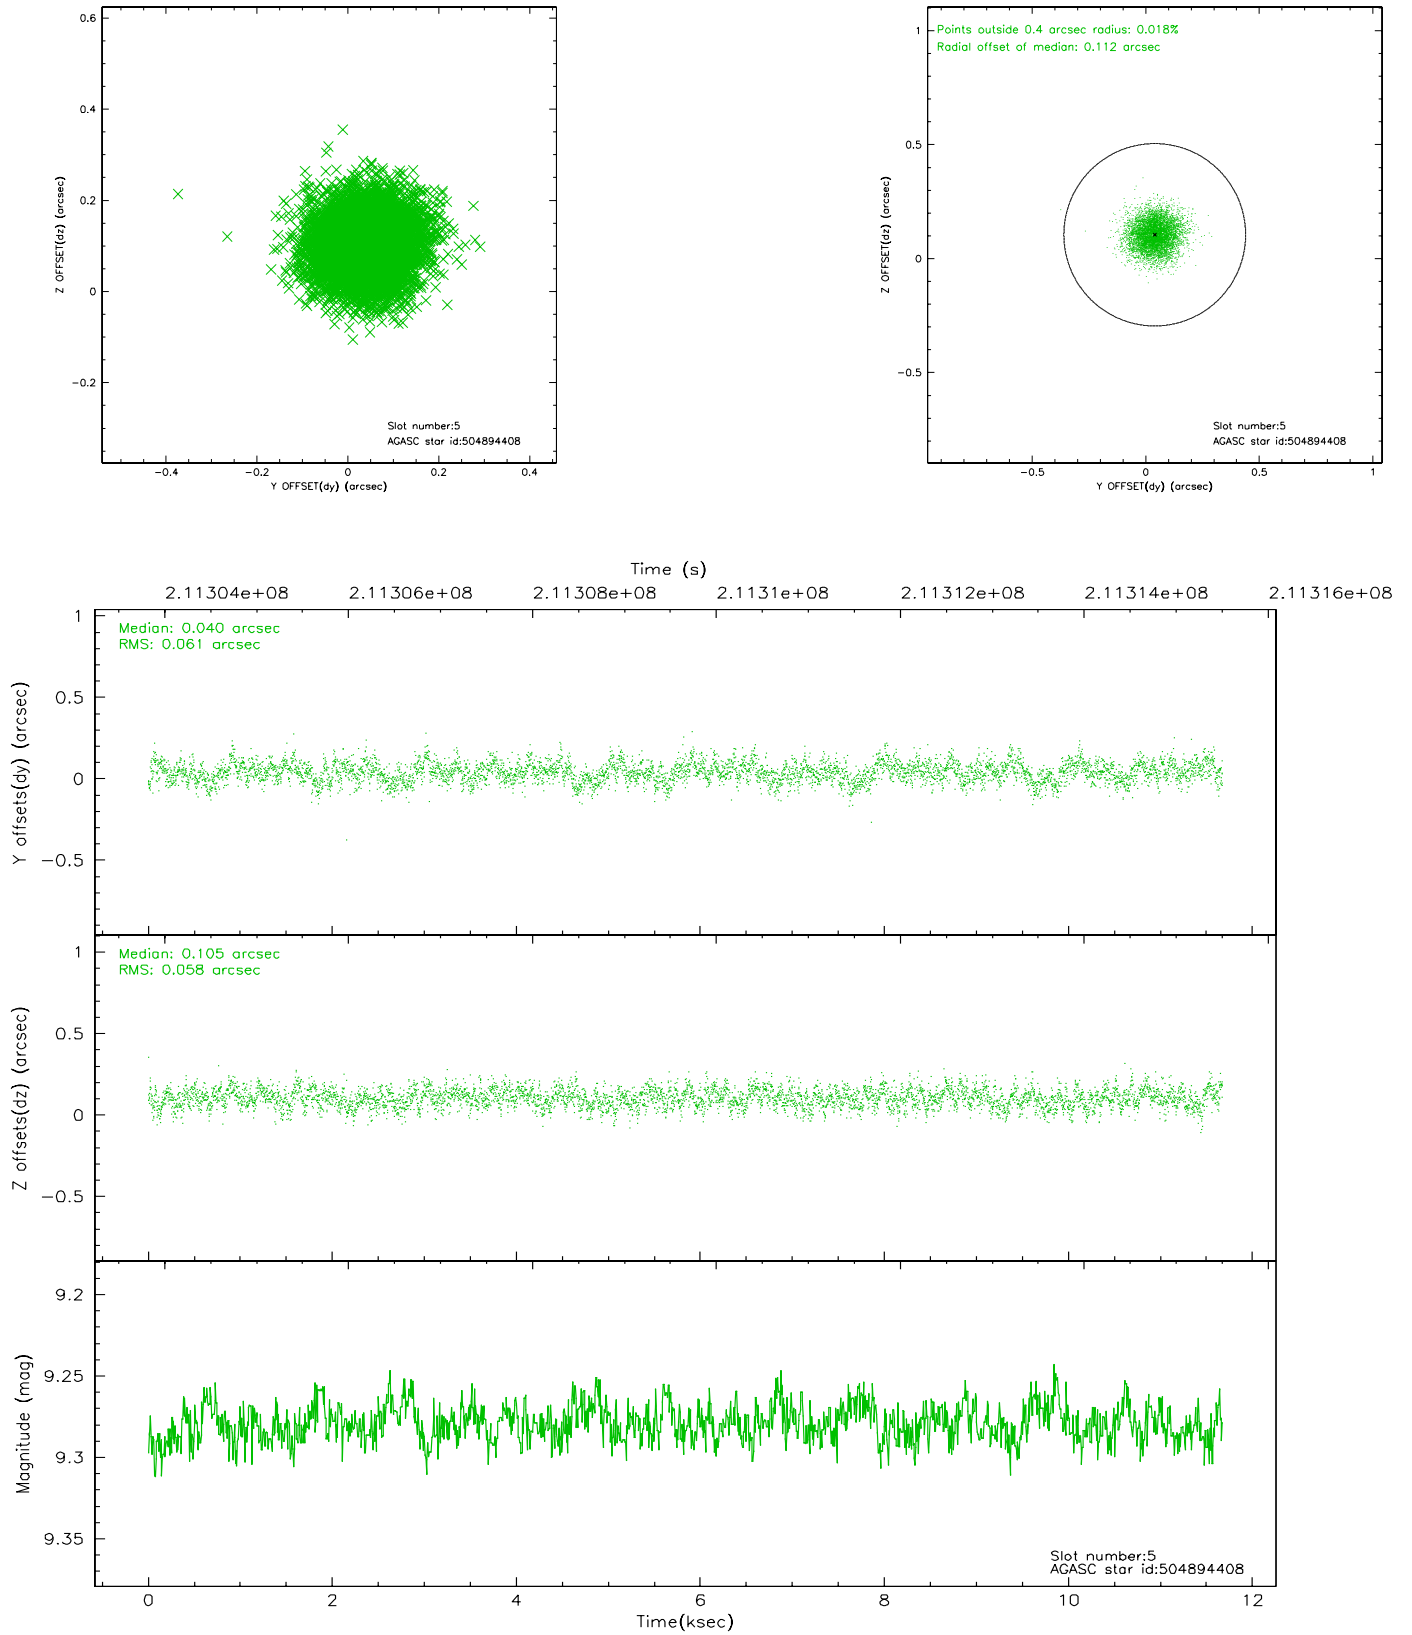 0.6
0.4
0.2
0
−0.2
Z OFFSET(dz) (arcsec)
Slot number:5
AGASC star id:504894408
−0.4 −0.2 0 0.2 0.4
Y OFFSET(dy) (arcsec)
Points outside 0.4 arcsec radius: 0.018%
Radial offset of median: 0.112 arcsec
1
0.5
0
−0.5
Z OFFSET(dz) (arcsec)
Slot number:5
AGASC star id:504894408
−0.5 0 0.5 1
Y OFFSET(dy) (arcsec)
Time (s)
2.11304e+08 2.11306e+08 2.11308e+08 2.1131e+08 2.11312e+08 2.11314e+08 2.11316e+08
Median: 0.040 arcsec
RMS: 0.061 arcsec
1
0.5
0
−0.5
Y offsets(dy) (arcsec)
Median: 0.105 arcsec
RMS: 0.058 arcsec
1
0.5
0
−0.5
Z offsets(dz) (arcsec)
9.2
9.25
9.3
9.35
Magnitude (mag)
Slot number:5
AGASC star id:504894408
0 2 4 6 8 10 12
Time(ksec)